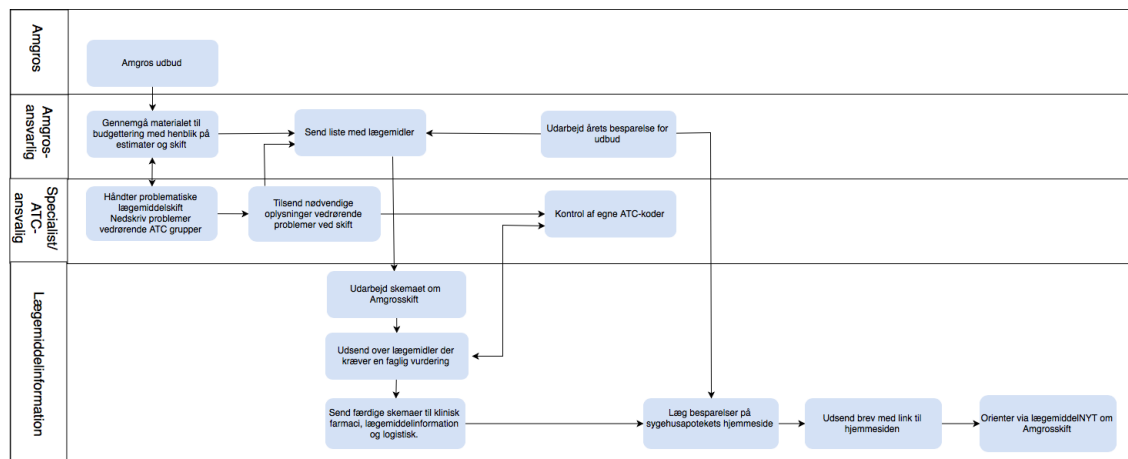 Amgros
Amgros udbud
Amgros-
ansvarlig
Gennemgå materialet til
budgettering med henblik på
estimater og skift
Send liste med lægemidler
Udarbejd årets besparelse for
udbud
Specialist/
ATC-
ansvalig
Håndter problematiske
lægemiddelskift
Nedskriv problemer
vedrørende ATC grupper
Tilsend nødvendige
oplysninger vedrørende
problemer ved skift
Kontrol af egne ATC-koder
Lægemiddelinformation
Udarbejd skemaet om
Amgrosskift
Udsend over lægemidler der
kræver en faglig vurdering
Send færdige skemaer til klinisk
farmaci, lægemiddelinformation
og logistisk.
Læg besparelser på
sygehusapotekets hjemmeside
Udsend brev med link til
hjemmesiden
Orienter via lægemiddelNYT om
Amgrosskift